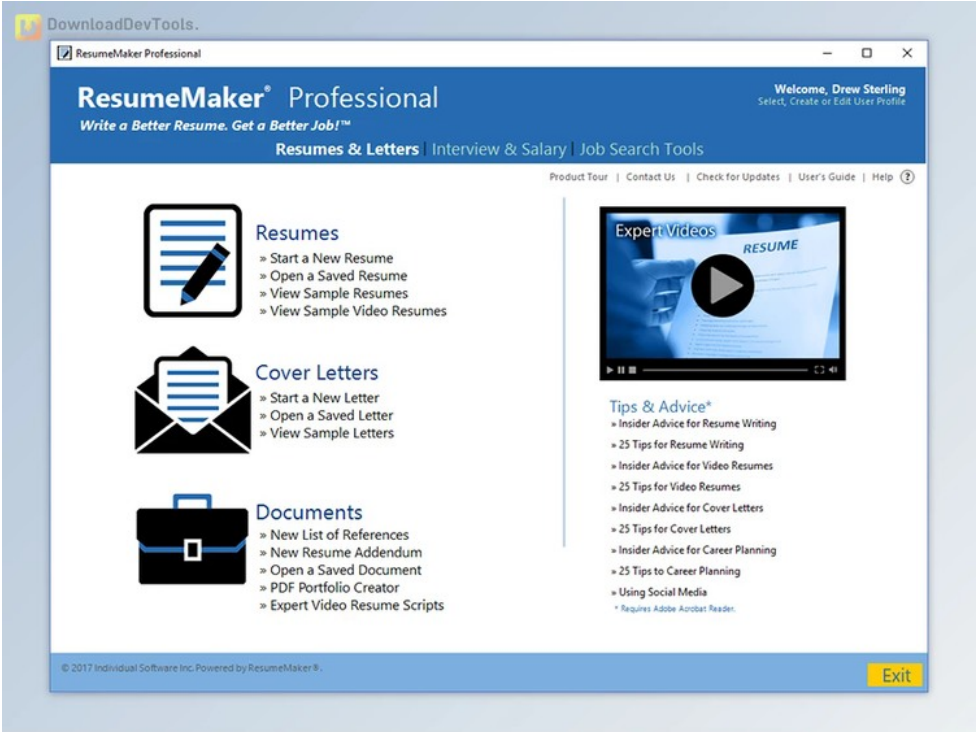 DownloadDevTools.
ResumeMaker Professional
ResumeMaker® Professional
Welcome, Drew Sterling
Select, Create or Edit User Profile
Write a Better Resume. Get a Better Job!™
Resumes & Letters | Interview & Salary | Job Search Tools
Product Tour | Contact Us | Check for Updates | User's Guide | Help ?
Resumes
» Start a New Resume
» Open a Saved Resume
» View Sample Resumes
» View Sample Video Resumes
Cover Letters
» Start a New Letter
» Open a Saved Letter
» View Sample Letters
Documents
» New List of References
» New Resume Addendum
» Open a Saved Document
» PDF Portfolio Creator
» Expert Video Resume Scripts
Expert Videos
RESUME
Tips & Advice*
» Insider Advice for Resume Writing
» 25 Tips for Resume Writing
» Insider Advice for Video Resumes
» 25 Tips for Video Resumes
» Insider Advice for Cover Letters
» 25 Tips for Cover Letters
» Insider Advice for Career Planning
» 25 Tips to Career Planning
» Using Social Media
* Requires Adobe Acrobat Reader.
© 2017 Individual Software Inc. Powered by ResumeMaker®.
Exit